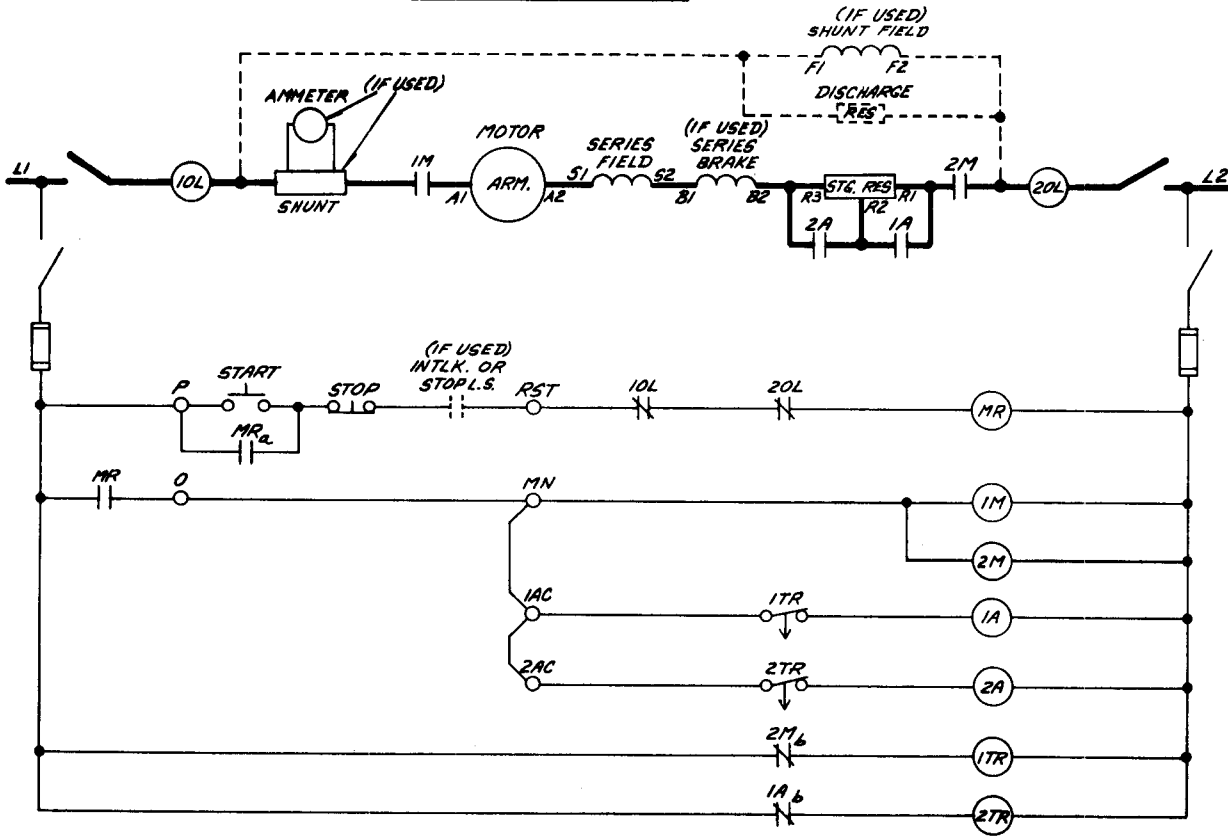 (IF USED)
SHUNT FIELD
F1 F2
DISCHARGE
RES
AMMETER (IF USED)
MOTOR
(IF USED)
SERIES
FIELD
SERIES
BRAKE
L1
1OL
SHUNT
1M
A1
ARM.
A2
S1
S2
B1
B2
R3
STG. RES
R1
R2
2A
1A
2M
2OL
L2
(IF USED)
INTLK. OR
STOP L.S.
P
START
STOP
RST
1OL
2OL
MR
MRa
MR
O
MN
1M
2M
1AC
1TR
1A
2AC
2TR
2A
2Mb
1TR
1Ab
2TR